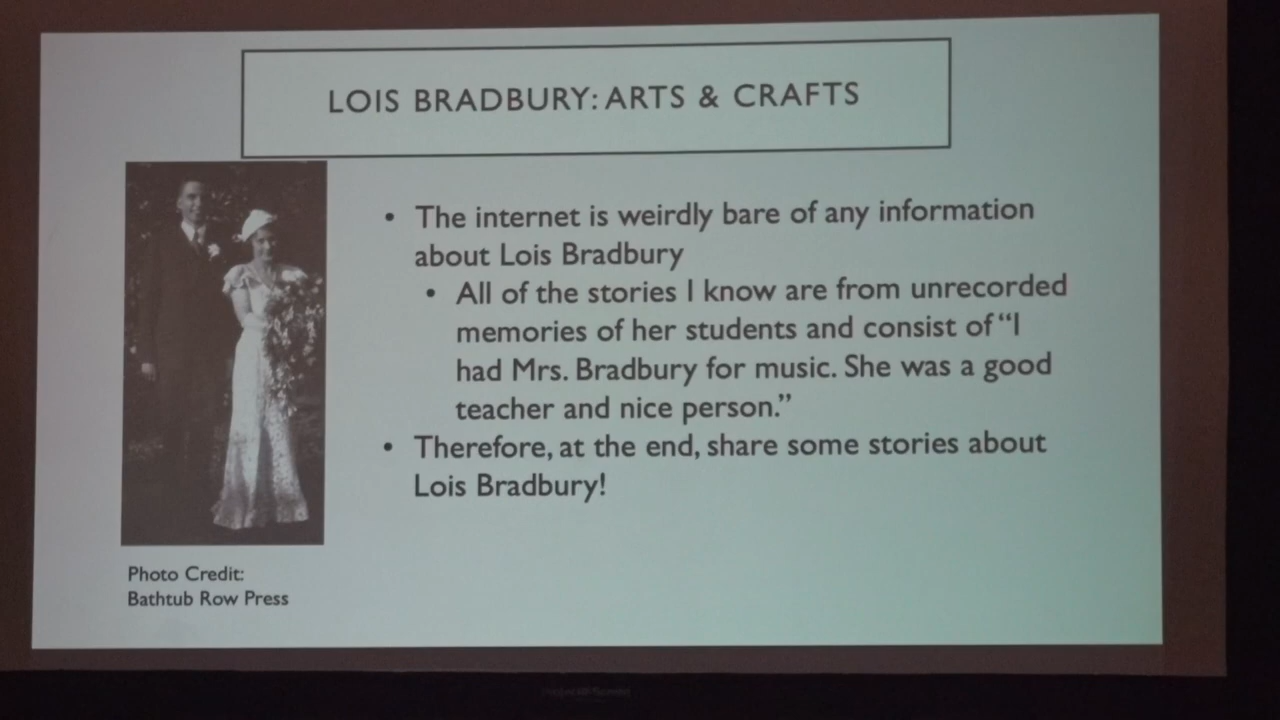 LOIS BRADBURY: ARTS & CRAFTS
• The internet is weirdly bare of any information
about Lois Bradbury
• All of the stories I know are from unrecorded
memories of her students and consist of “I
had Mrs. Bradbury for music. She was a good
teacher and nice person.”
• Therefore, at the end, share some stories about
Lois Bradbury!
Photo Credit:
Bathtub Row Press